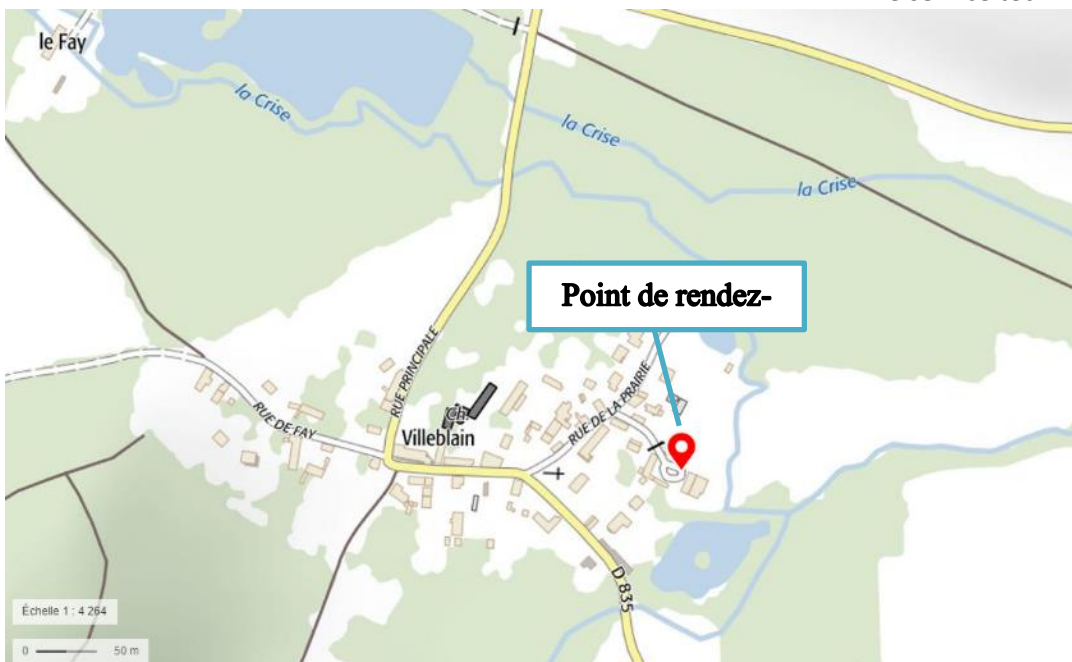 le Fay
la Crise
la Crise
la Crise
Point de rendez-
RUE PRINCIPALE
RUE DE LA PRAIRIE
RUE DE FAY
Ch.
Villeblain
D 835
Échelle 1 : 4 264
0 50 m